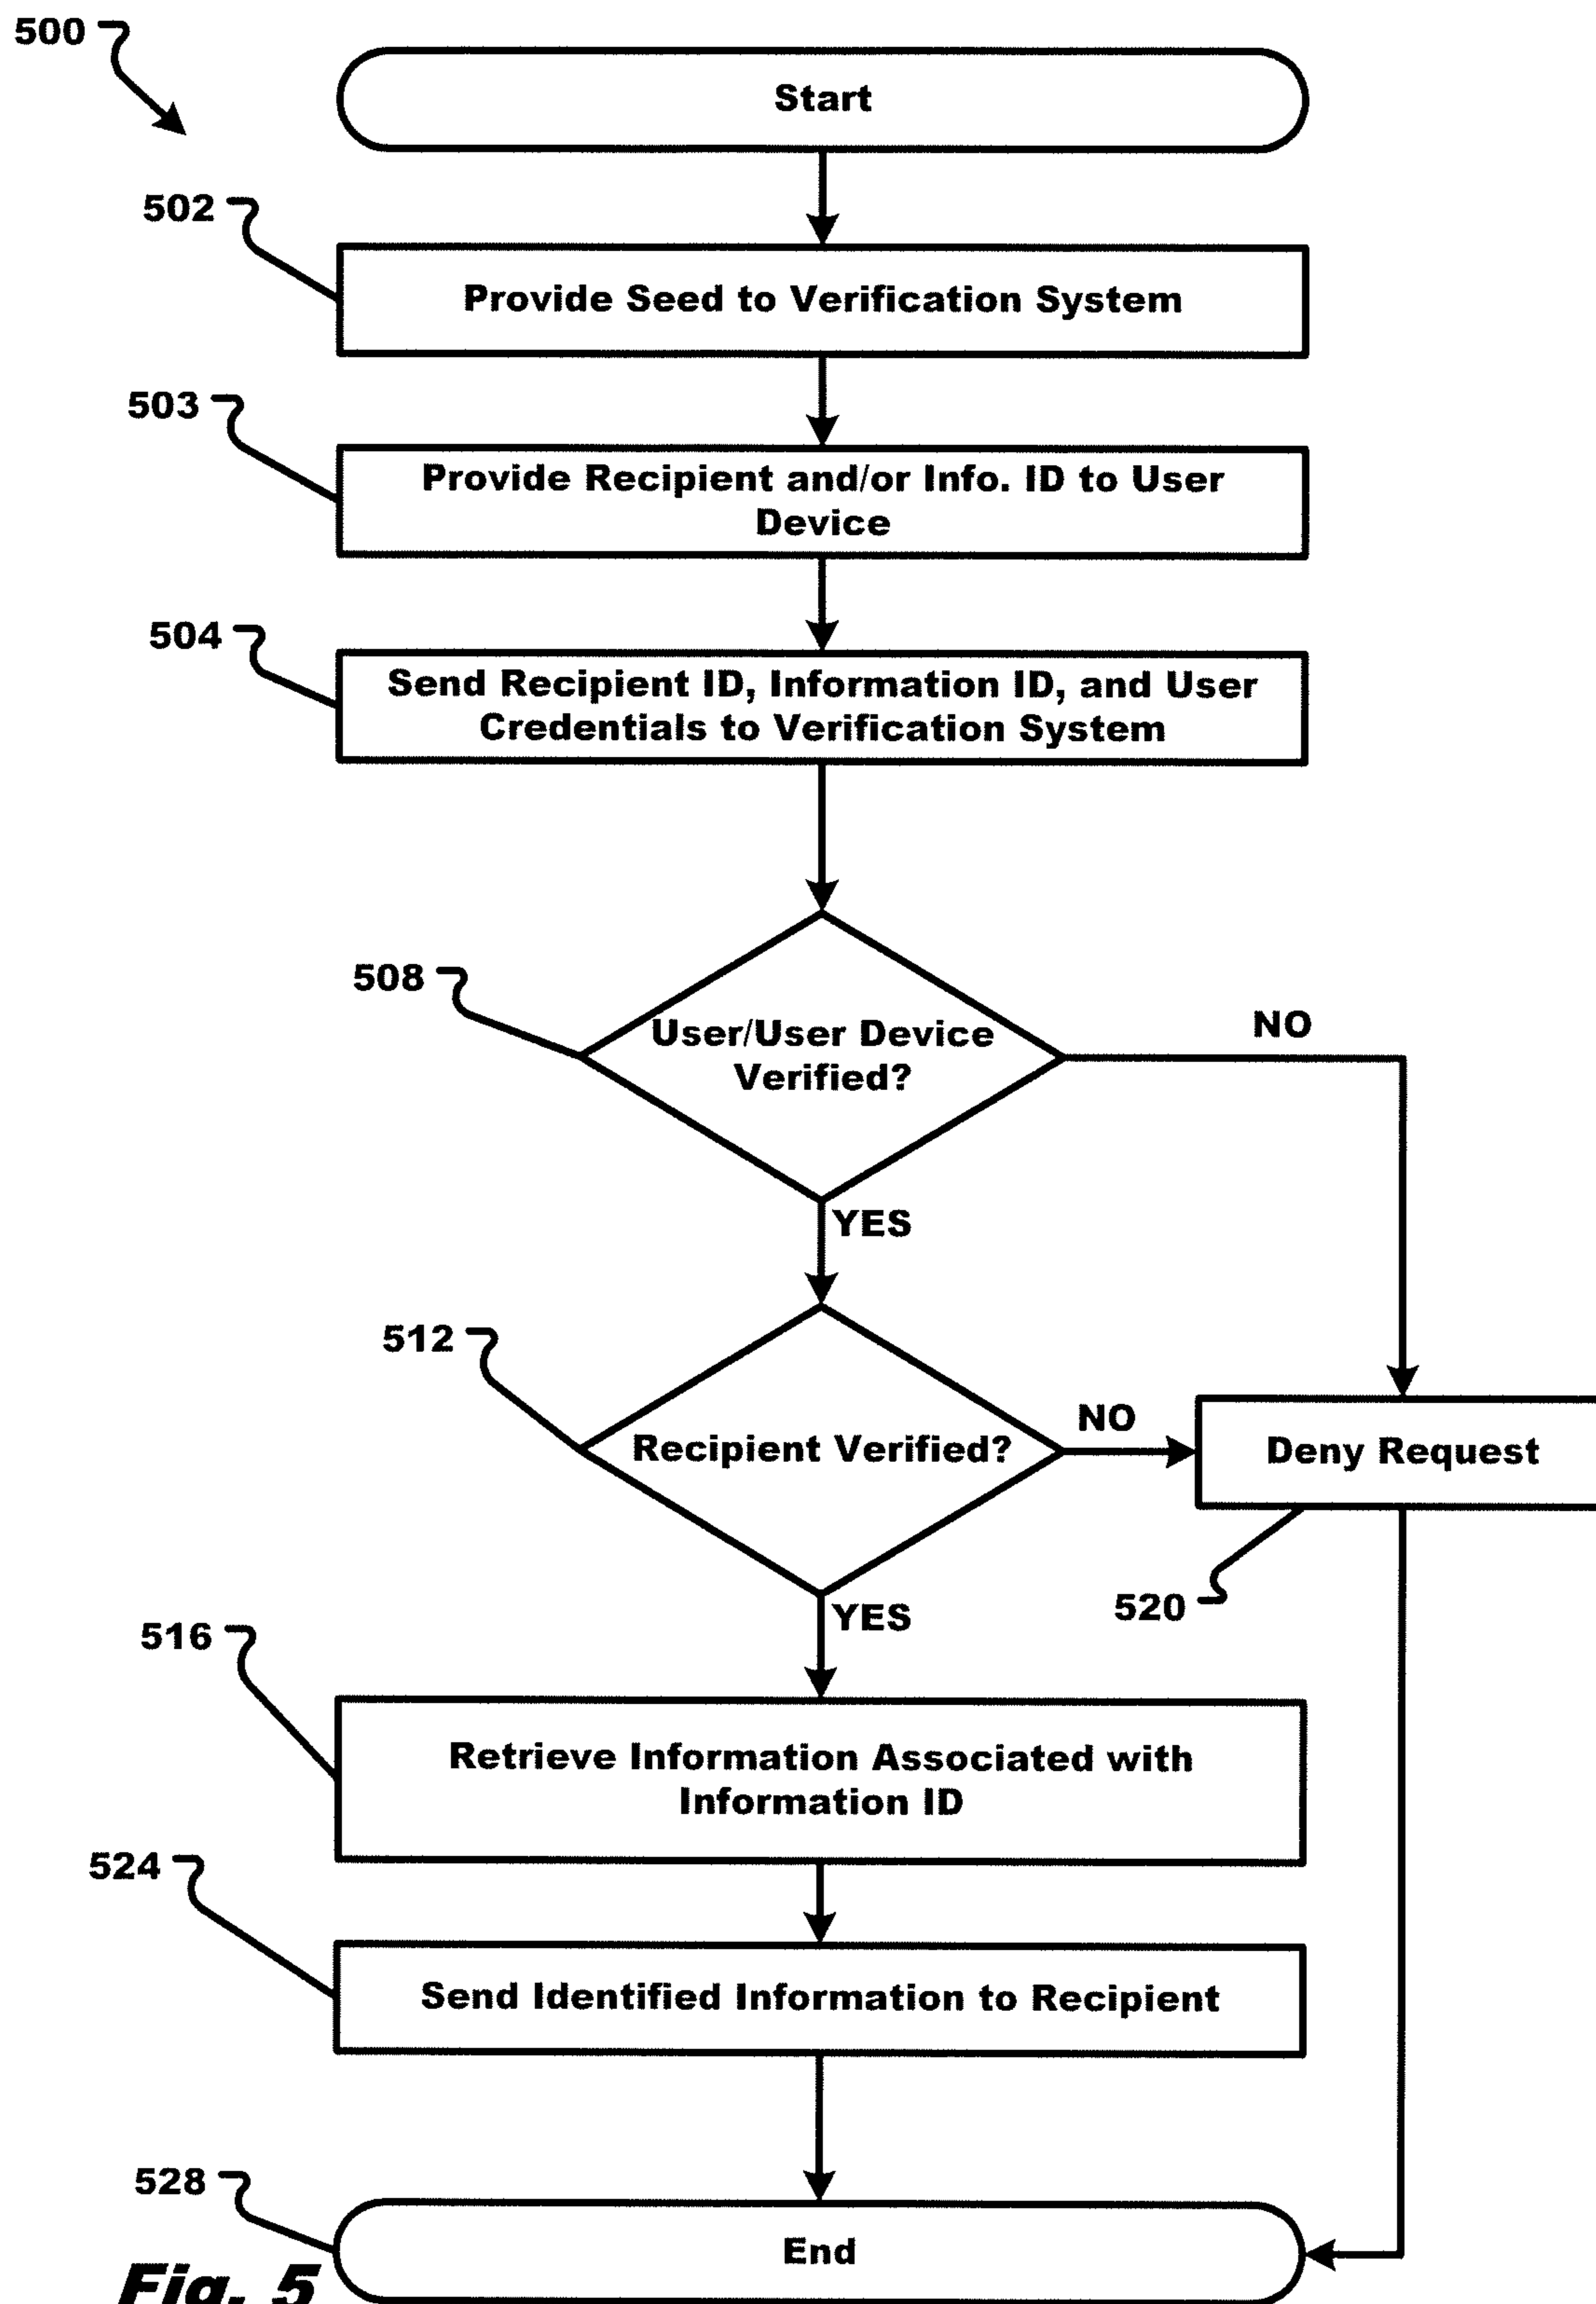 500
Start
502
Provide Seed to Verification System
503
Provide Recipient and/or Info. ID to User
Device
504
Send Recipient ID, Information ID, and User
Credentials to Verification System
508
User/User Device
Verified?
NO
YES
512
Recipient Verified?
NO
Deny Request
520
YES
516
Retrieve Information Associated with
Information ID
524
Send Identified Information to Recipient
528
End
Fig. 5